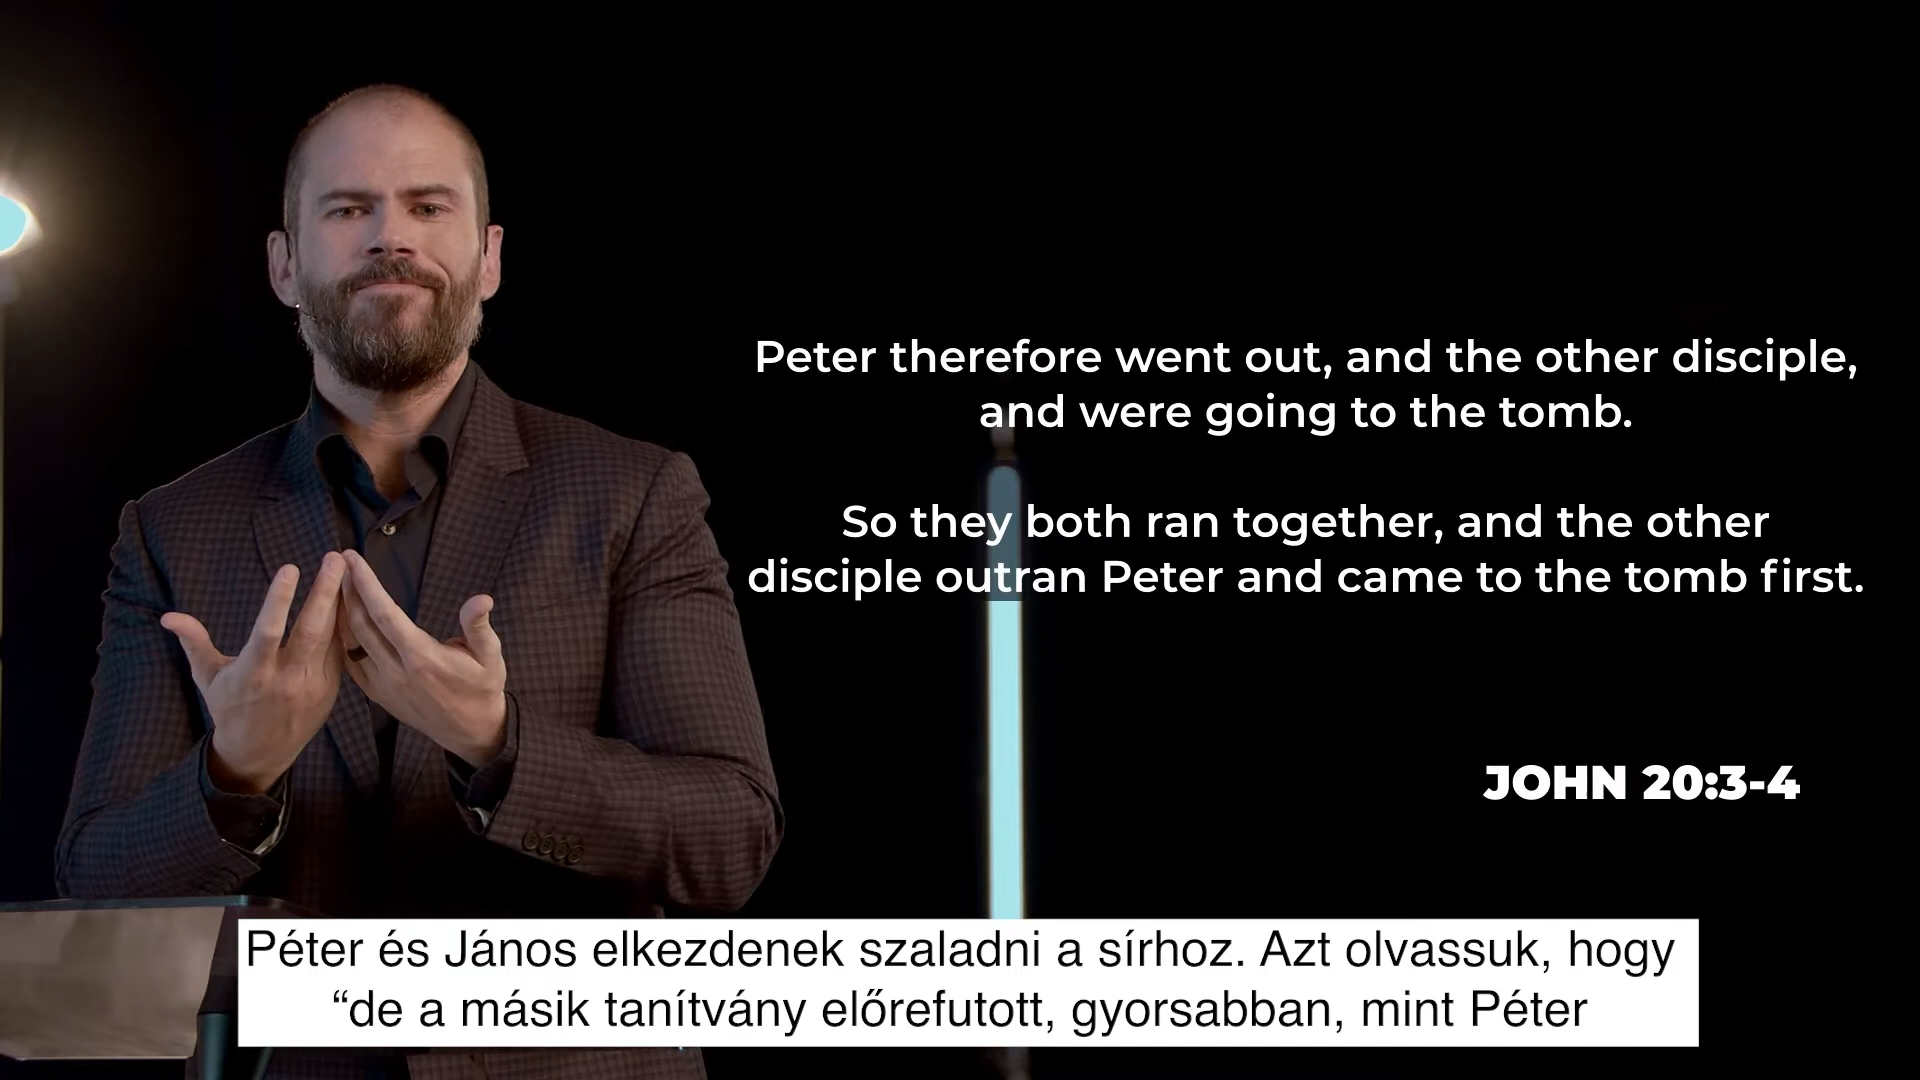 Peter therefore went out, and the other disciple,
and were going to the tomb.
So they both ran together, and the other
disciple outran Peter and came to the tomb first.
JOHN 20:3-4
Péter és János elkezdenek szaladni a sírhoz. Azt olvassuk, hogy
“de a másik tanítvány előrefutott, gyorsabban, mint Péter